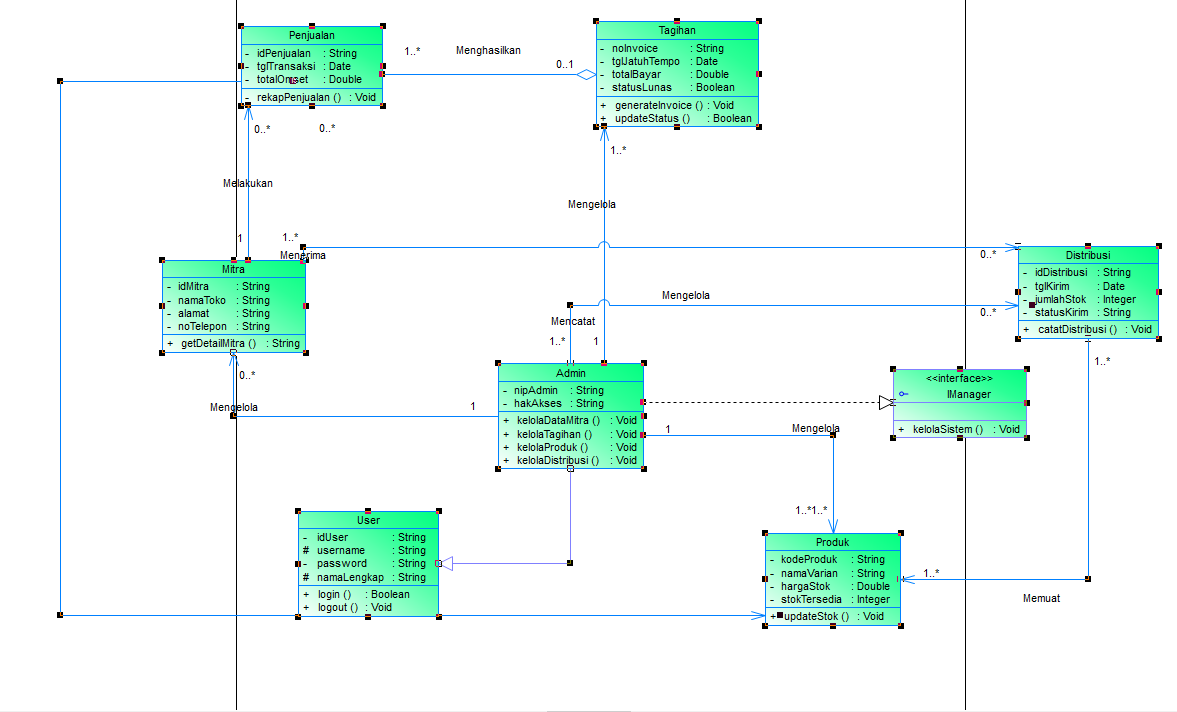 Penjualan
- idPenjualan : String
- tglTransaksi : Date
- totalOmset : Double
- rekapPenjualan () : Void
1..*
Menghasilkan
0..1
Tagihan
- noInvoice : String
- tglJatuhTempo : Date
- totalBayar : Double
- statusLunas : Boolean
+ generateInvoice () : Void
+ updateStatus () : Boolean
0..*
0..*
1..*
Melakukan
Mengelola
1
1..*
Menerima
0..*
Mitra
- idMitra : String
- namaToko : String
- alamat : String
- noTelepon : String
+ getDetailMitra () : String
Distribusi
- idDistribusi : String
- tglKirim : Date
- jumlahStok : Integer
- statusKirim : String
+ catatDistribusi () : Void
Mengelola
0..*
Mencatat
1..*
1
1..*
0..*
Mengelola
1
Admin
- nipAdmin : String
- hakAkses : String
+ kelolaDataMitra () : Void
+ kelolaTagihan () : Void
+ kelolaProduk () : Void
+ kelolaDistribusi () : Void
<<interface>>
IManager
+ kelolaSistem () : Void
1
Mengelola
1..*1..*
User
- idUser : String
# username : String
- password : String
# namaLengkap : String
+ login () : Boolean
+ logout () : Void
Produk
- kodeProduk : String
- namaVarian : String
- hargaStok : Double
- stokTersedia : Integer
+ updateStok () : Void
1..*
Memuat